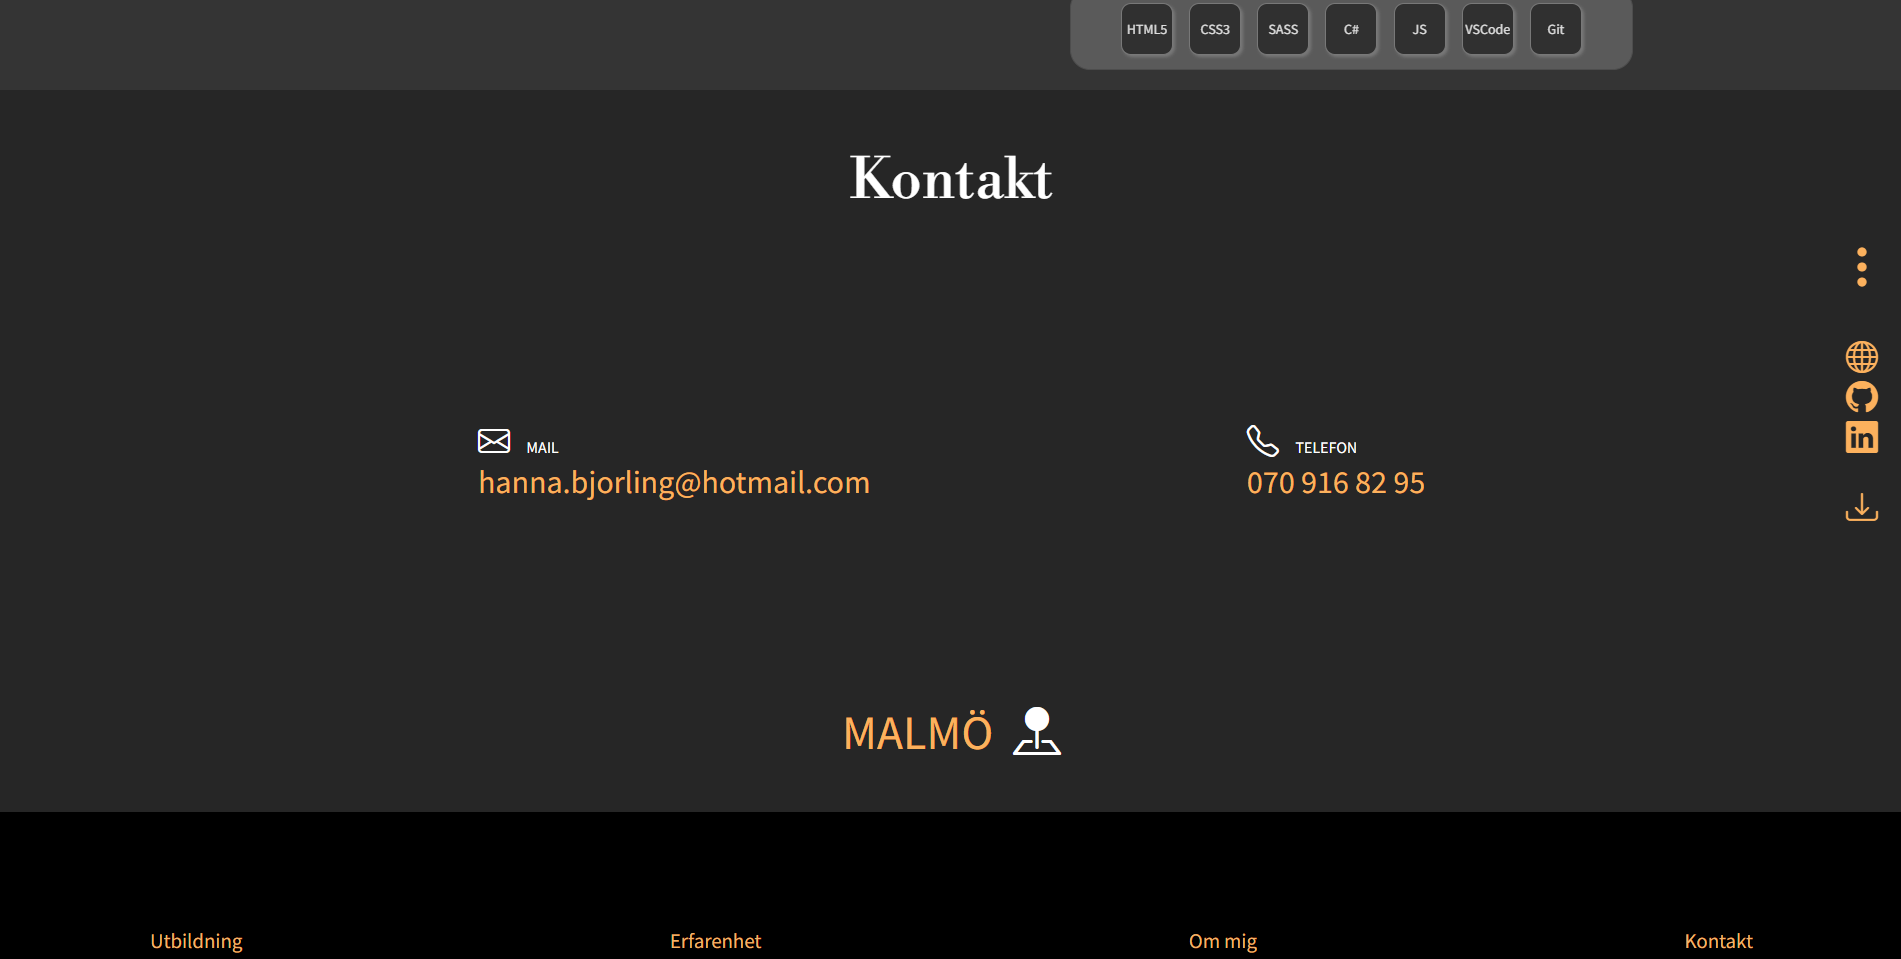 HTML5 CSS3 SASS C# JS VSCode Git
Kontakt
MAIL
hanna.bjorling@hotmail.com
TELEFON
070 916 82 95
in
MALMÖ
Utbildning Erfarenhet Om mig Kontakt